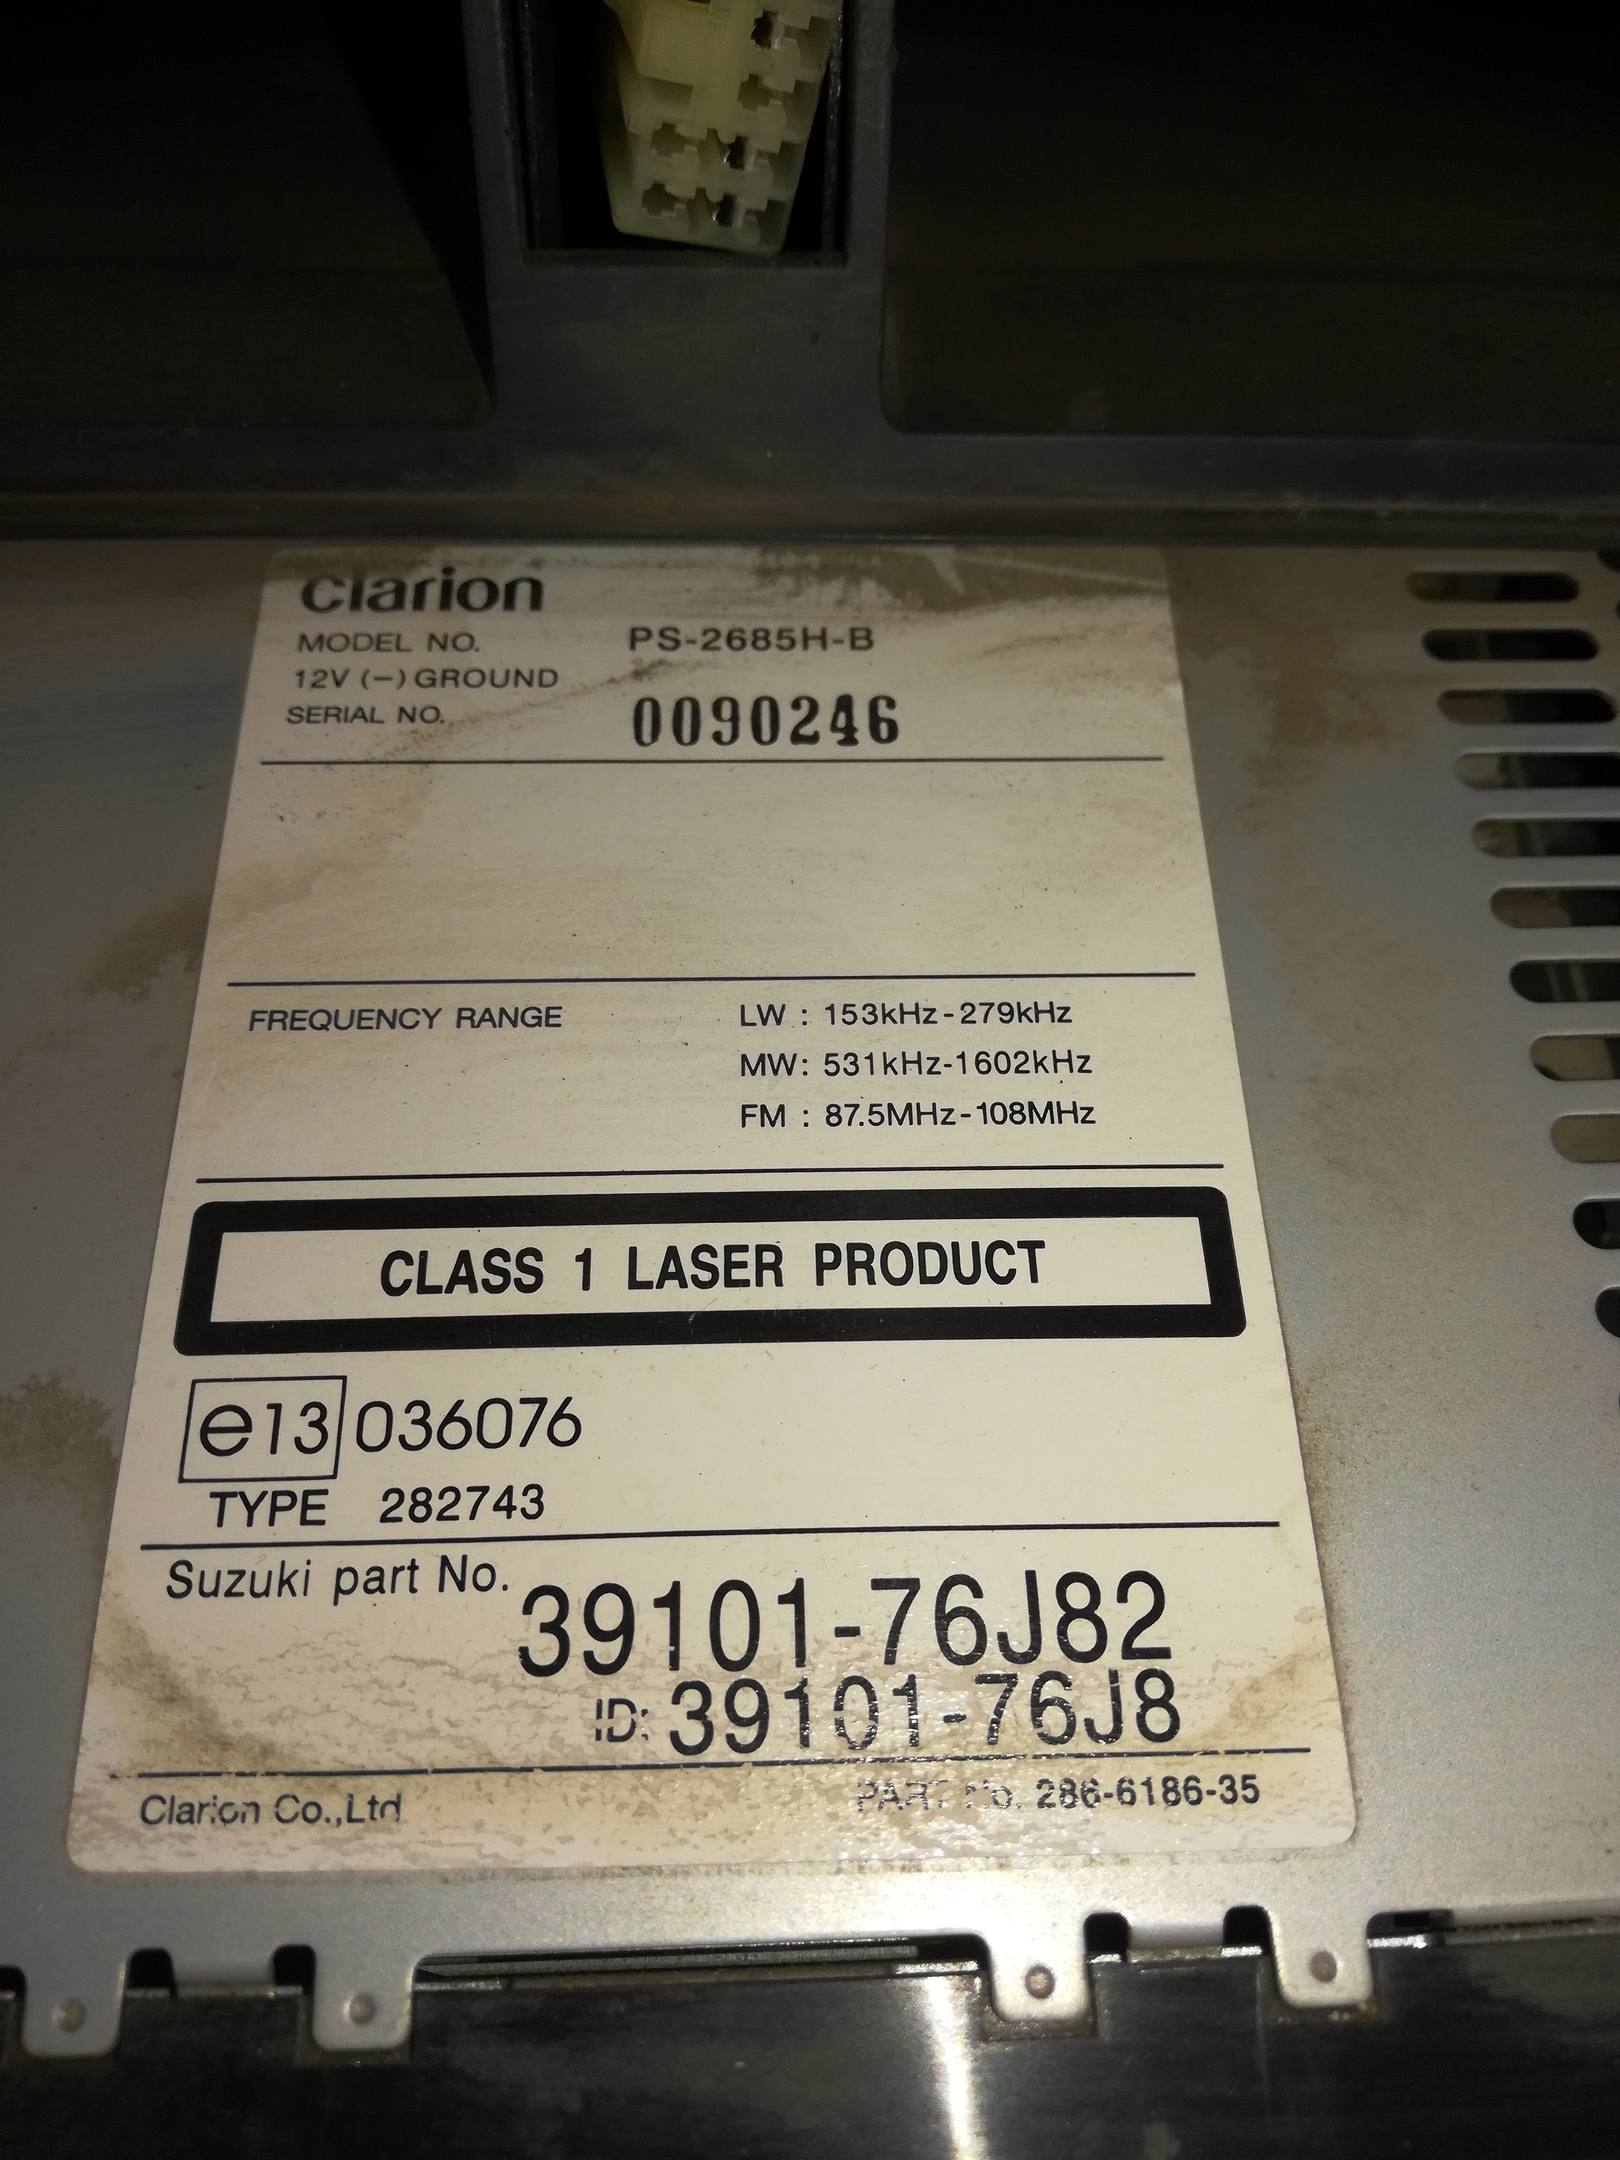 clarion
MODEL NO. PS-2685H-B
12V (−) GROUND
SERIAL NO. 0090246
FREQUENCY RANGE LW : 153kHz-279kHz
MW: 531kHz-1602kHz
FM : 87.5MHz-108MHz
CLASS 1 LASER PRODUCT
e13 036076
TYPE 282743
Suzuki part No. 39101-76J82
ID: 39101-76J8
Clarion Co.,Ltd PART No. 286-6186-35